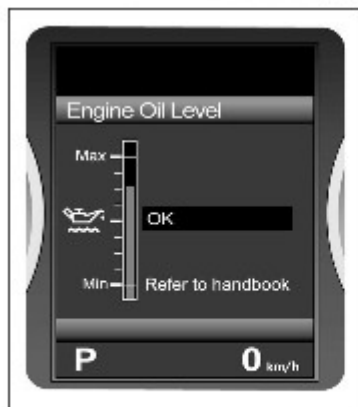 Engine Oil Level
Max
OK
Min Refer to handbook
P 0 km/h